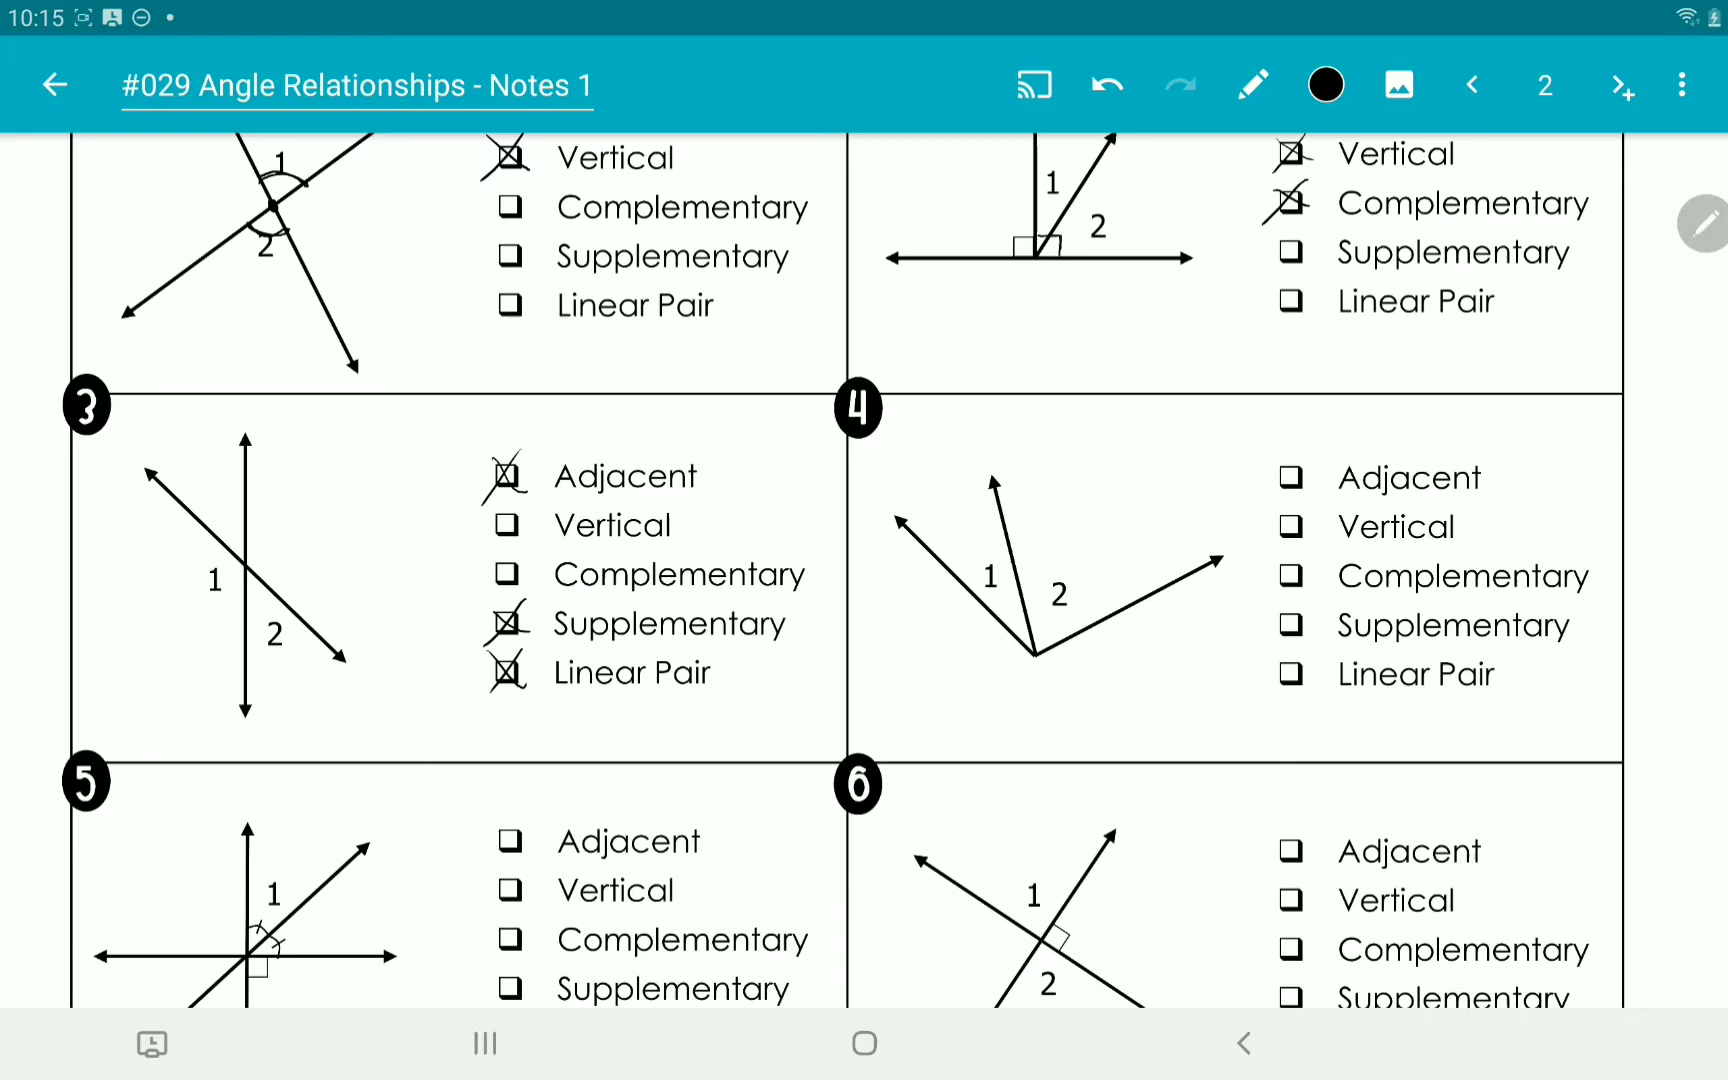 10:15
#029 Angle Relationships - Notes 1
2
1
2
Vertical
Complementary
Supplementary
Linear Pair
1
2
Vertical
Complementary
Supplementary
Linear Pair
3
1
2
Adjacent
Vertical
Complementary
Supplementary
Linear Pair
4
1
2
Adjacent
Vertical
Complementary
Supplementary
Linear Pair
5
1
Adjacent
Vertical
Complementary
Supplementary
6
1
2
Adjacent
Vertical
Complementary
Supplementary